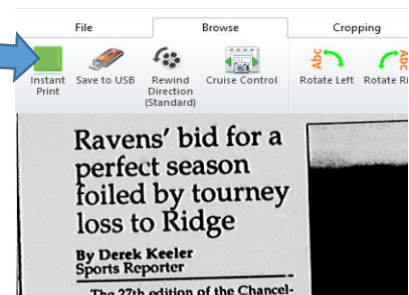 File Browse Cropping
Instant Print
Save to USB
Rewind Direction (Standard)
Cruise Control
Rotate Left
Rotate
Abc
Abc
Ravens' bid for a
perfect season
foiled by tourney
loss to Ridge
By Derek Keeler
Sports Reporter
The 27th edition of the Chancel-